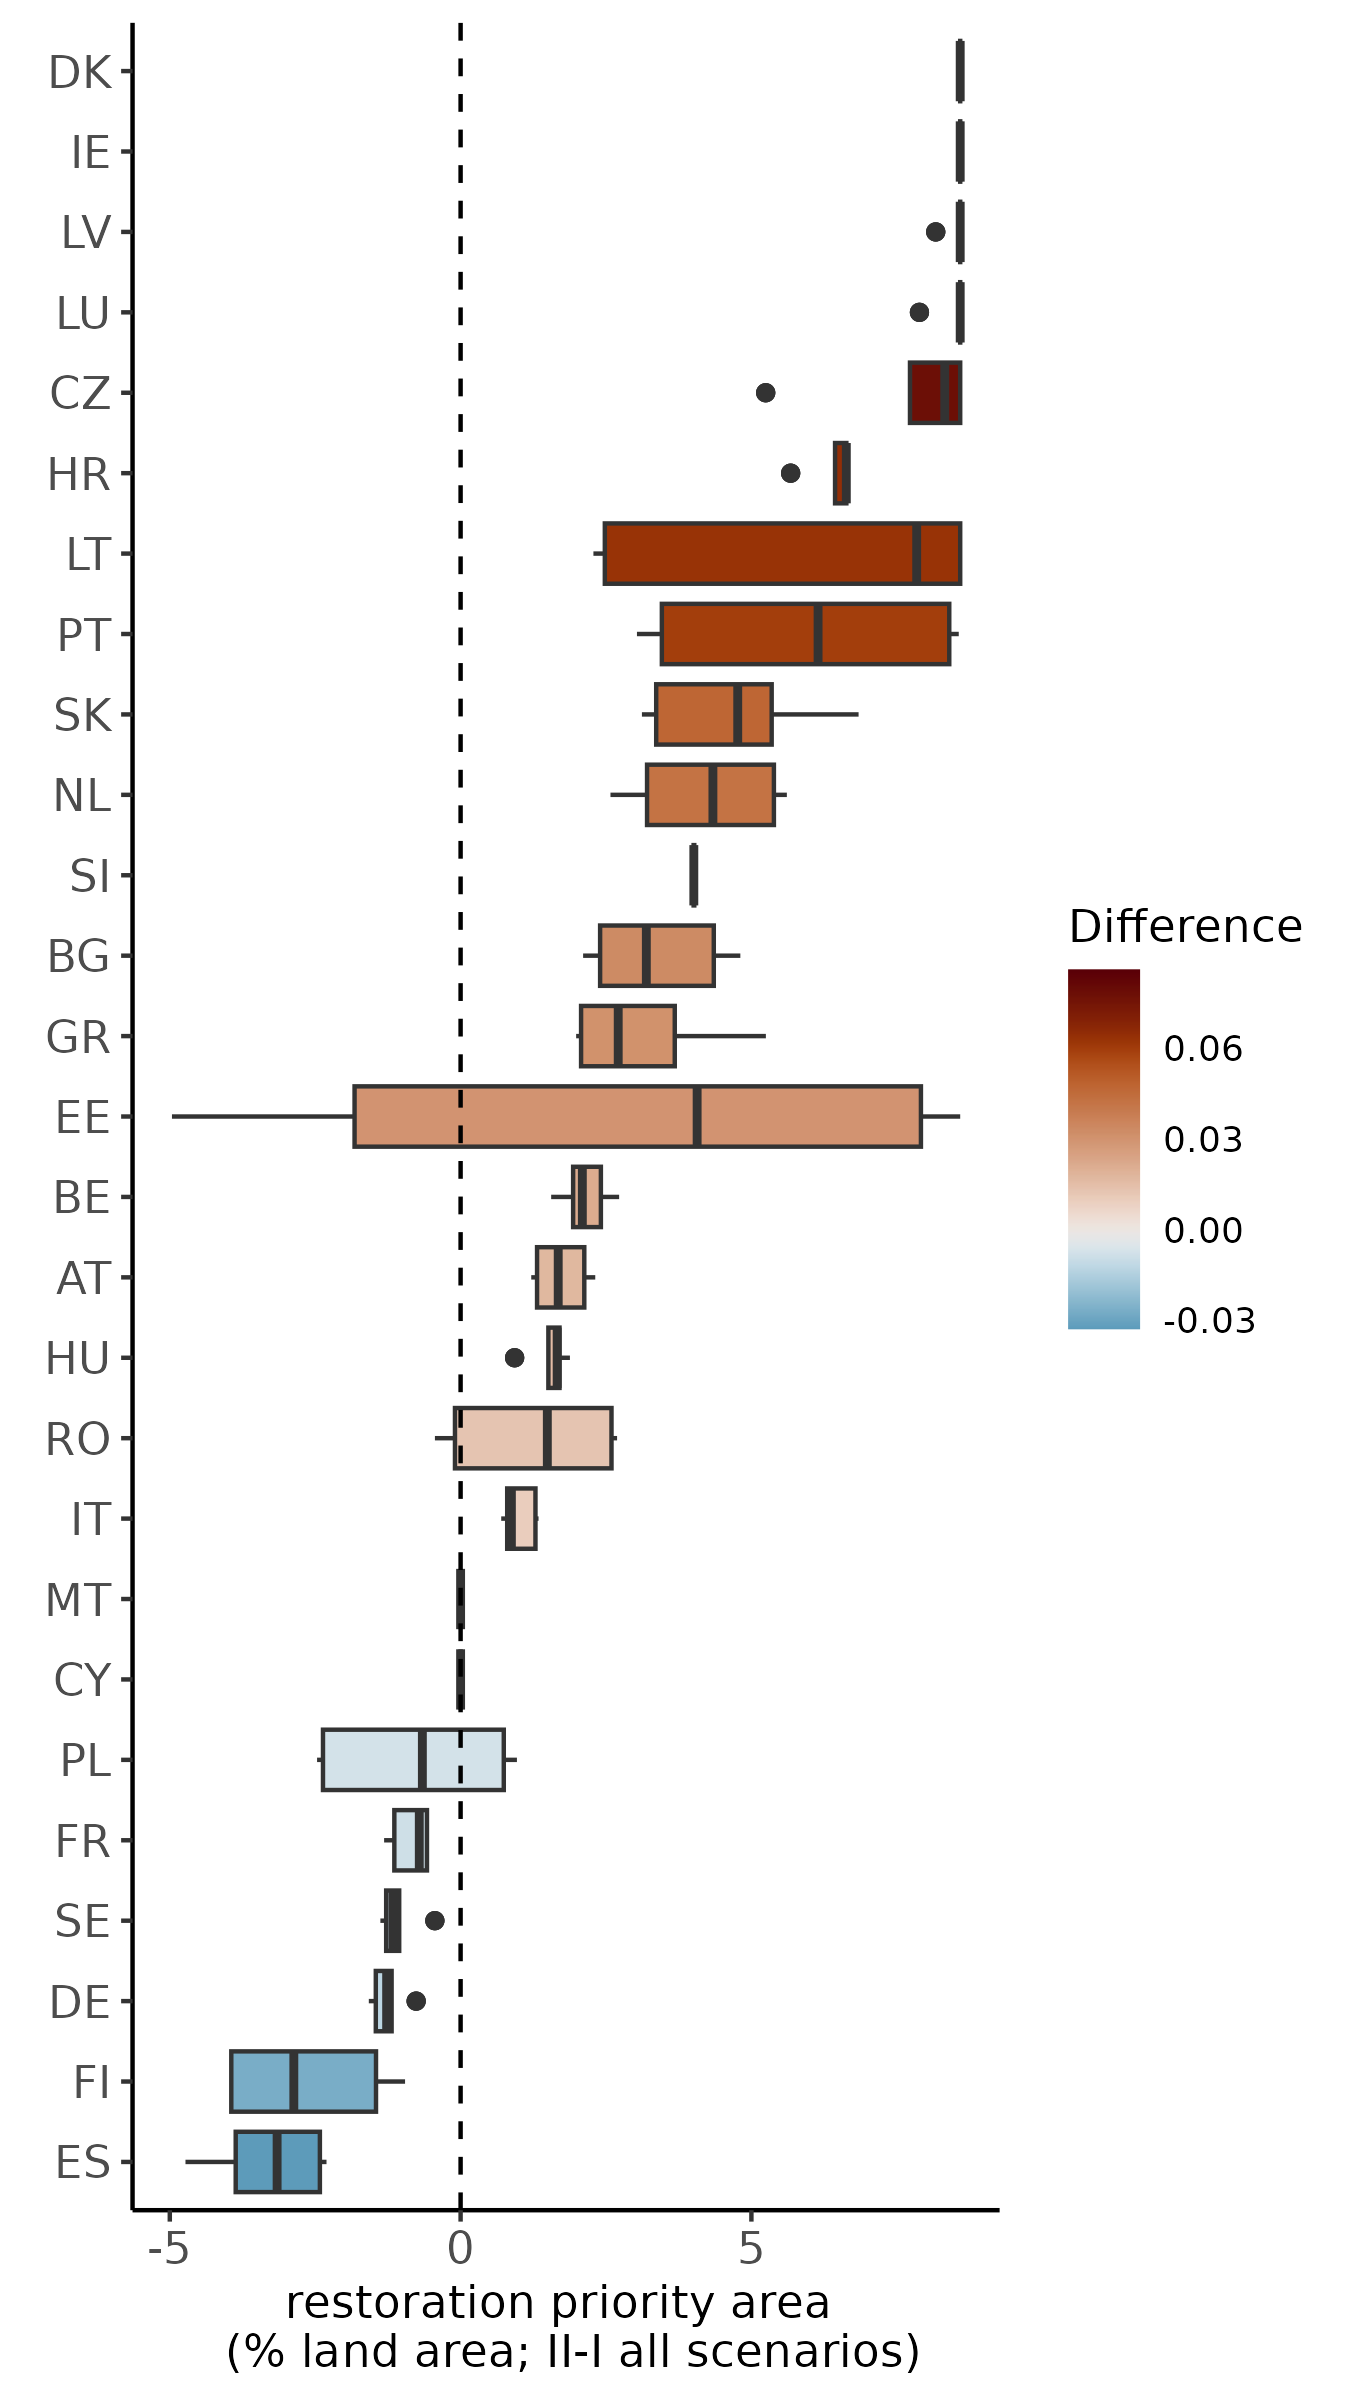 DK
IE
LV
LU
CZ
HR
LT
PT
SK
NL
SI
BG
GR
EE
BE
AT
HU
RO
IT
MT
CY
PL
FR
SE
DE
FI
ES
-5 0 5
restoration priority area
(% land area; II-I all scenarios)
Difference
0.06
0.03
0.00
-0.03